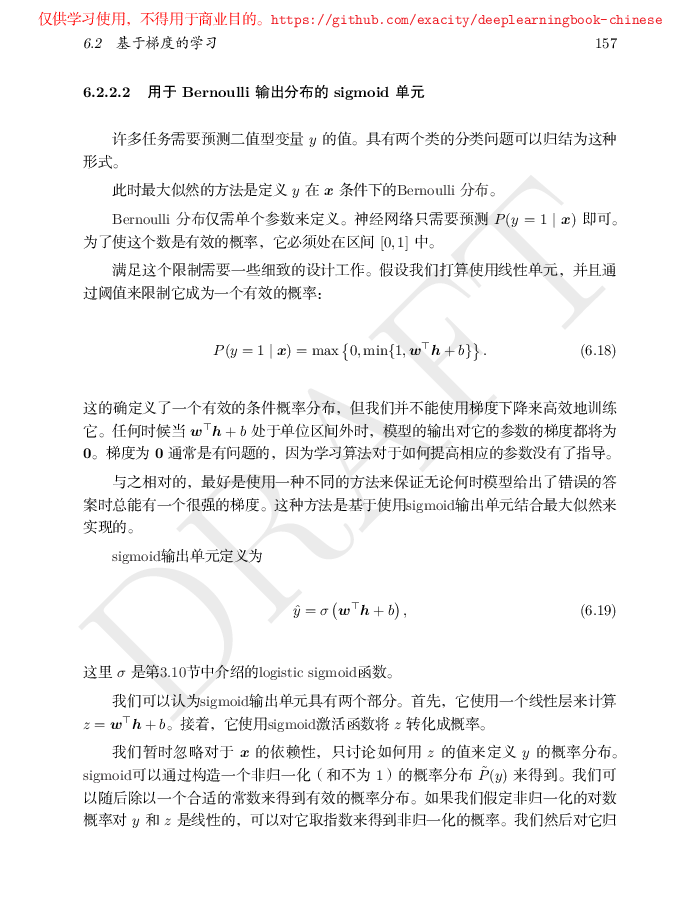 仅供学习使用，不得用于商业目的。https://github.com/exacity/deeplearningbook-chinese
6.2 基于梯度的学习 157
6.2.2.2 用于 Bernoulli 输出分布的 sigmoid 单元
许多任务需要预测二值型变量 y 的值。具有两个类的分类问题可以归结为这种
形式。
此时最大似然的方法是定义 y 在 x 条件下的Bernoulli 分布。
Bernoulli 分布仅需单个参数来定义。神经网络只需要预测 P(y = 1 | x) 即可。
为了使这个数是有效的概率，它必须处在区间 [0, 1] 中。
满足这个限制需要一些细致的设计工作。假设我们打算使用线性单元，并且通
过阈值来限制它成为一个有效的概率：
P(y = 1 | x) = max {0, min{1, w⊤h + b}} . (6.18)
这的确定义了一个有效的条件概率分布，但我们并不能使用梯度下降来高效地训练
它。任何时候当 w⊤h + b 处于单位区间外时，模型的输出对它的参数的梯度都将为
0。梯度为 0 通常是有问题的，因为学习算法对于如何提高相应的参数没有了指导。
与之相对的，最好是使用一种不同的方法来保证无论何时模型给出了错误的答
案时总能有一个很强的梯度。这种方法是基于使用sigmoid输出单元结合最大似然来
实现的。
sigmoid输出单元定义为
ŷ = σ (w⊤h + b) , (6.19)
这里 σ 是第3.10节中介绍的logistic sigmoid函数。
我们可以认为sigmoid输出单元具有两个部分。首先，它使用一个线性层来计算
z = w⊤h + b。接着，它使用sigmoid激活函数将 z 转化成概率。
我们暂时忽略对于 x 的依赖性，只讨论如何用 z 的值来定义 y 的概率分布。
sigmoid可以通过构造一个非归一化（和不为 1）的概率分布 P̃(y) 来得到。我们可
以随后除以一个合适的常数来得到有效的概率分布。如果我们假定非归一化的对数
概率对 y 和 z 是线性的，可以对它取指数来得到非归一化的概率。我们然后对它归
DRAFT